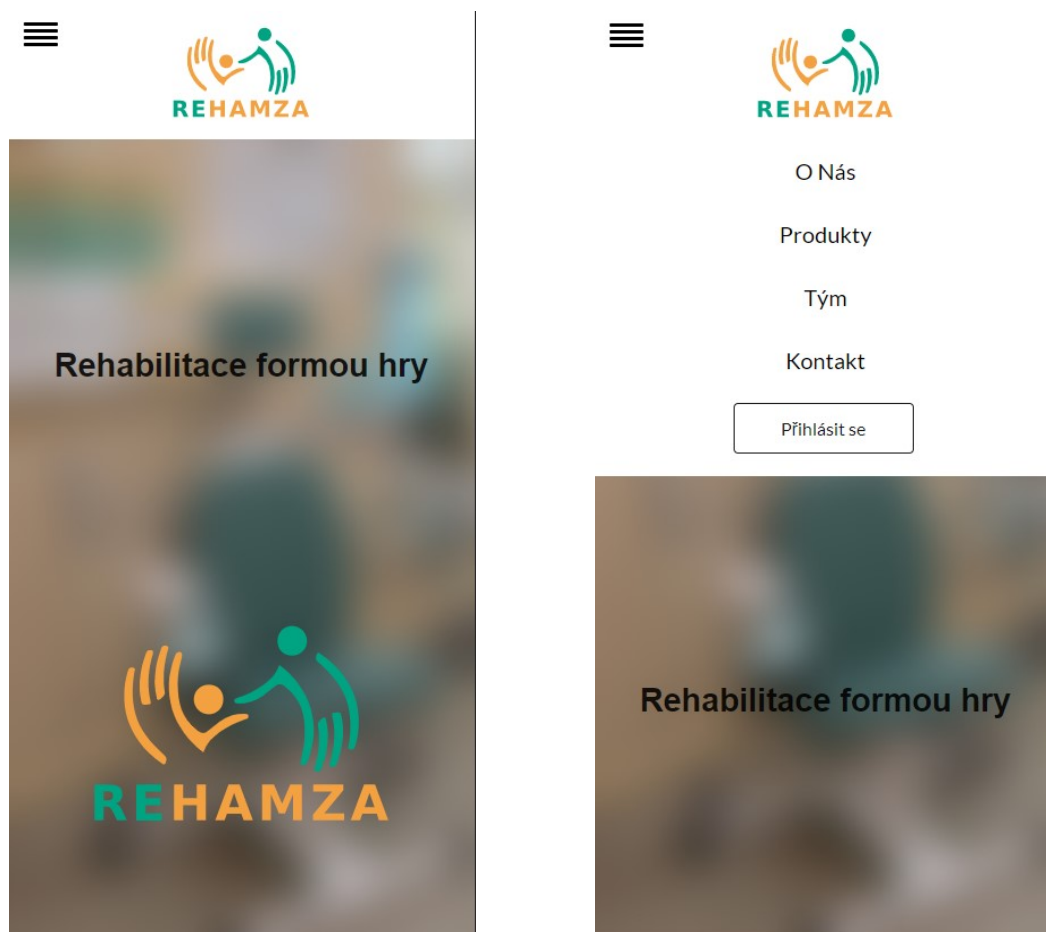 REHAMZA
Rehabilitace formou hry
REHAMZA
REHAMZA
O Nás
Produkty
Tým
Kontakt
Přihlásit se
Rehabilitace formou hry